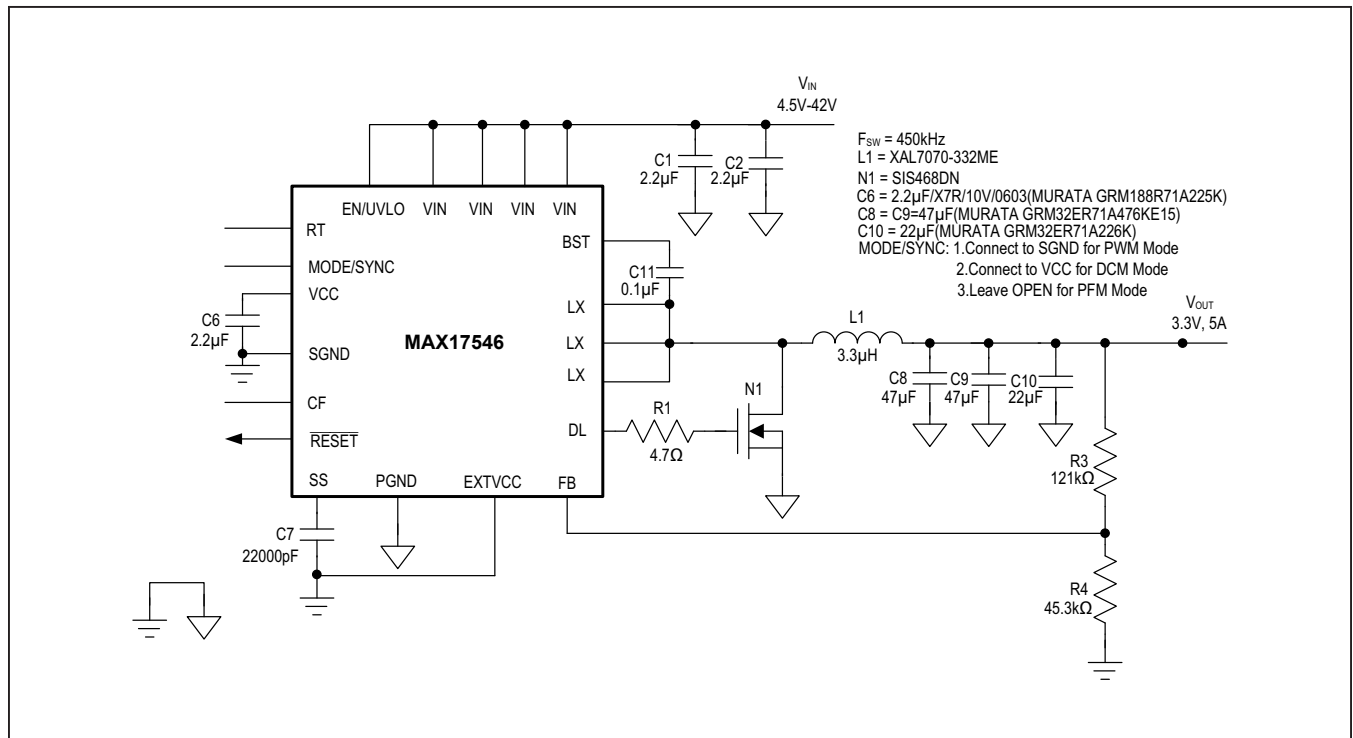 V_IN
4.5V-42V
F_SW = 450kHz
L1 = XAL7070-332ME
N1 = SIS468DN
C6 = 2.2µF/X7R/10V/0603(MURATA GRM188R71A225K)
C8 = C9=47µF(MURATA GRM32ER71A476KE15)
C10 = 22µF(MURATA GRM32ER71A226K)
MODE/SYNC: 1.Connect to SGND for PWM Mode
2.Connect to VCC for DCM Mode
3.Leave OPEN for PFM Mode
C1
2.2µF
C2
2.2µF
EN/UVLO
VIN
VIN
VIN
VIN
RT
MODE/SYNC
VCC
C6
2.2µF
SGND
CF
RESET
SS
PGND
EXTVCC
FB
MAX17546
BST
C11
0.1µF
LX
LX
LX
DL
R1
4.7Ω
N1
L1
3.3µH
V_OUT
3.3V, 5A
C8
47µF
C9
47µF
C10
22µF
R3
121kΩ
R4
45.3kΩ
C7
22000pF